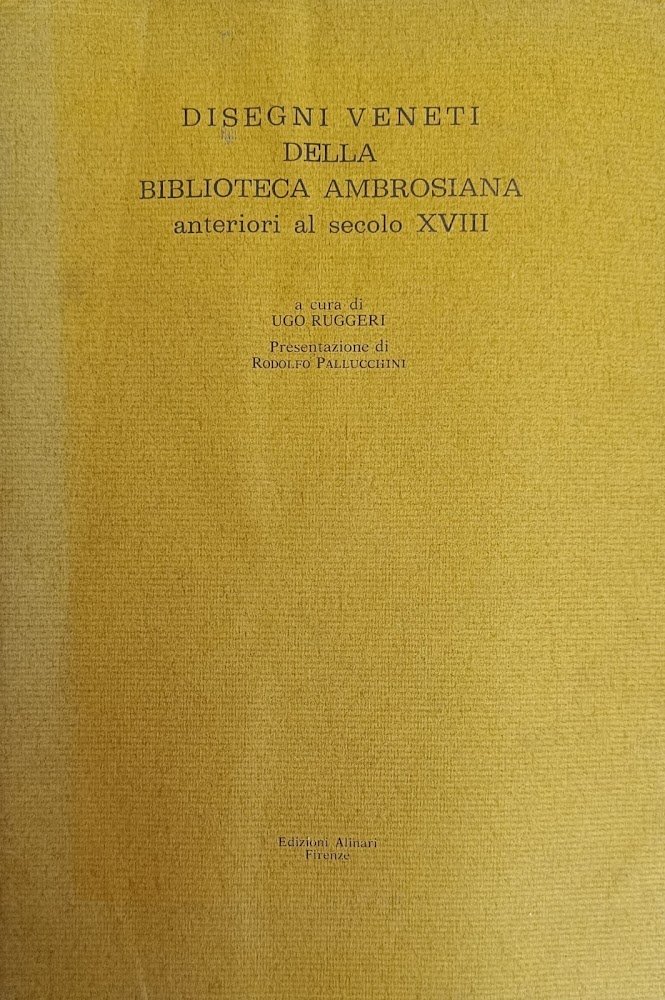 DISEGNI VENETI
DELLA
BIBLIOTECA AMBROSIANA
anteriori al secolo XVIII
a cura di
UGO RUGGERI
Presentazione di
RODOLFO PALLUCCHINI
Edizioni Alinari
Firenze